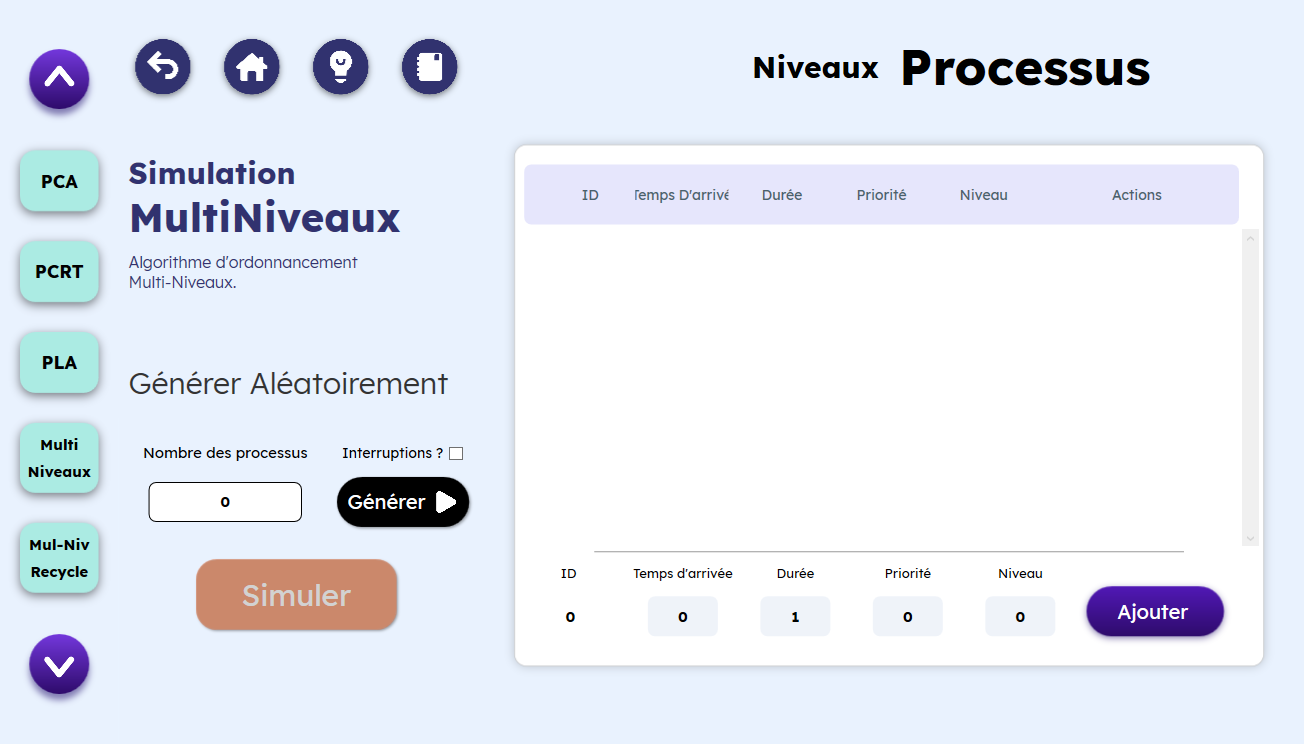 Niveaux Processus
PCA
PCRT
PLA
Multi
Niveaux
Mul-Niv
Recycle
Simulation
MultiNiveaux
Algorithme d'ordonnancement
Multi-Niveaux.
Générer Aléatoirement
Nombre des processus Interruptions ?
0 Générer
Simuler
ID Temps D'arrivé Durée Priorité Niveau Actions
ID Temps d'arrivée Durée Priorité Niveau
0 0 1 0 0 Ajouter